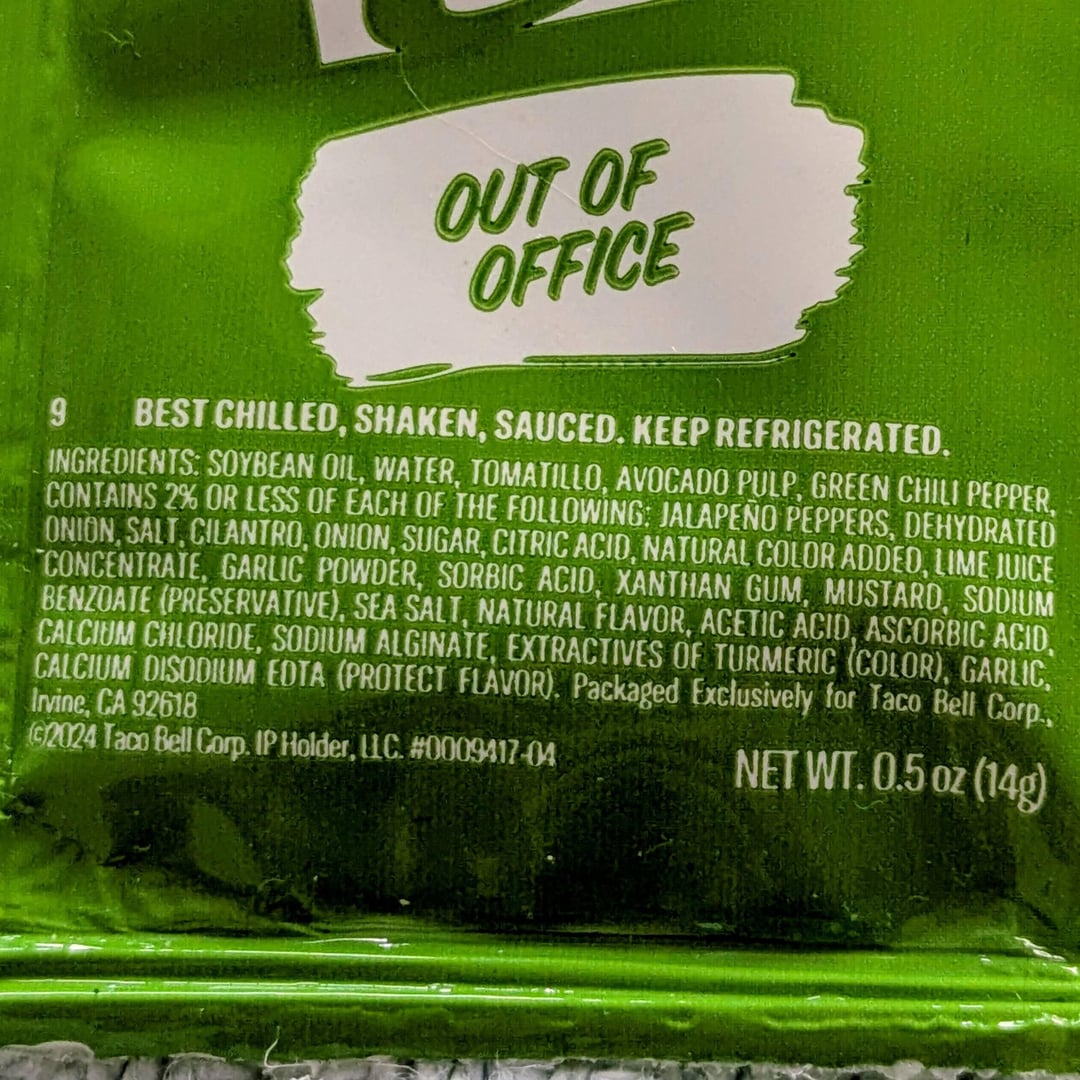 OUT OF
OFFICE
9 BEST CHILLED, SHAKEN, SAUCED. KEEP REFRIGERATED.
INGREDIENTS: SOYBEAN OIL, WATER, TOMATILLO, AVOCADO PULP, GREEN CHILI PEPPER,
CONTAINS 2% OR LESS OF EACH OF THE FOLLOWING: JALAPEÑO PEPPERS, DEHYDRATED
ONION, SALT, CILANTRO, ONION, SUGAR, CITRIC ACID, NATURAL COLOR ADDED, LIME JUICE
CONCENTRATE, GARLIC POWDER, SORBIC ACID, XANTHAN GUM, MUSTARD, SODIUM
BENZOATE (PRESERVATIVE), SEA SALT, NATURAL FLAVOR, ACETIC ACID, ASCORBIC ACID,
CALCIUM CHLORIDE, SODIUM ALGINATE, EXTRACTIVES OF TURMERIC (COLOR), GARLIC,
CALCIUM DISODIUM EDTA (PROTECT FLAVOR). Packaged Exclusively for Taco Bell Corp.,
Irvine, CA 92618
©2024 Taco Bell Corp. IP Holder, LLC. #0009417-04
NET WT. 0.5 oz (14g)